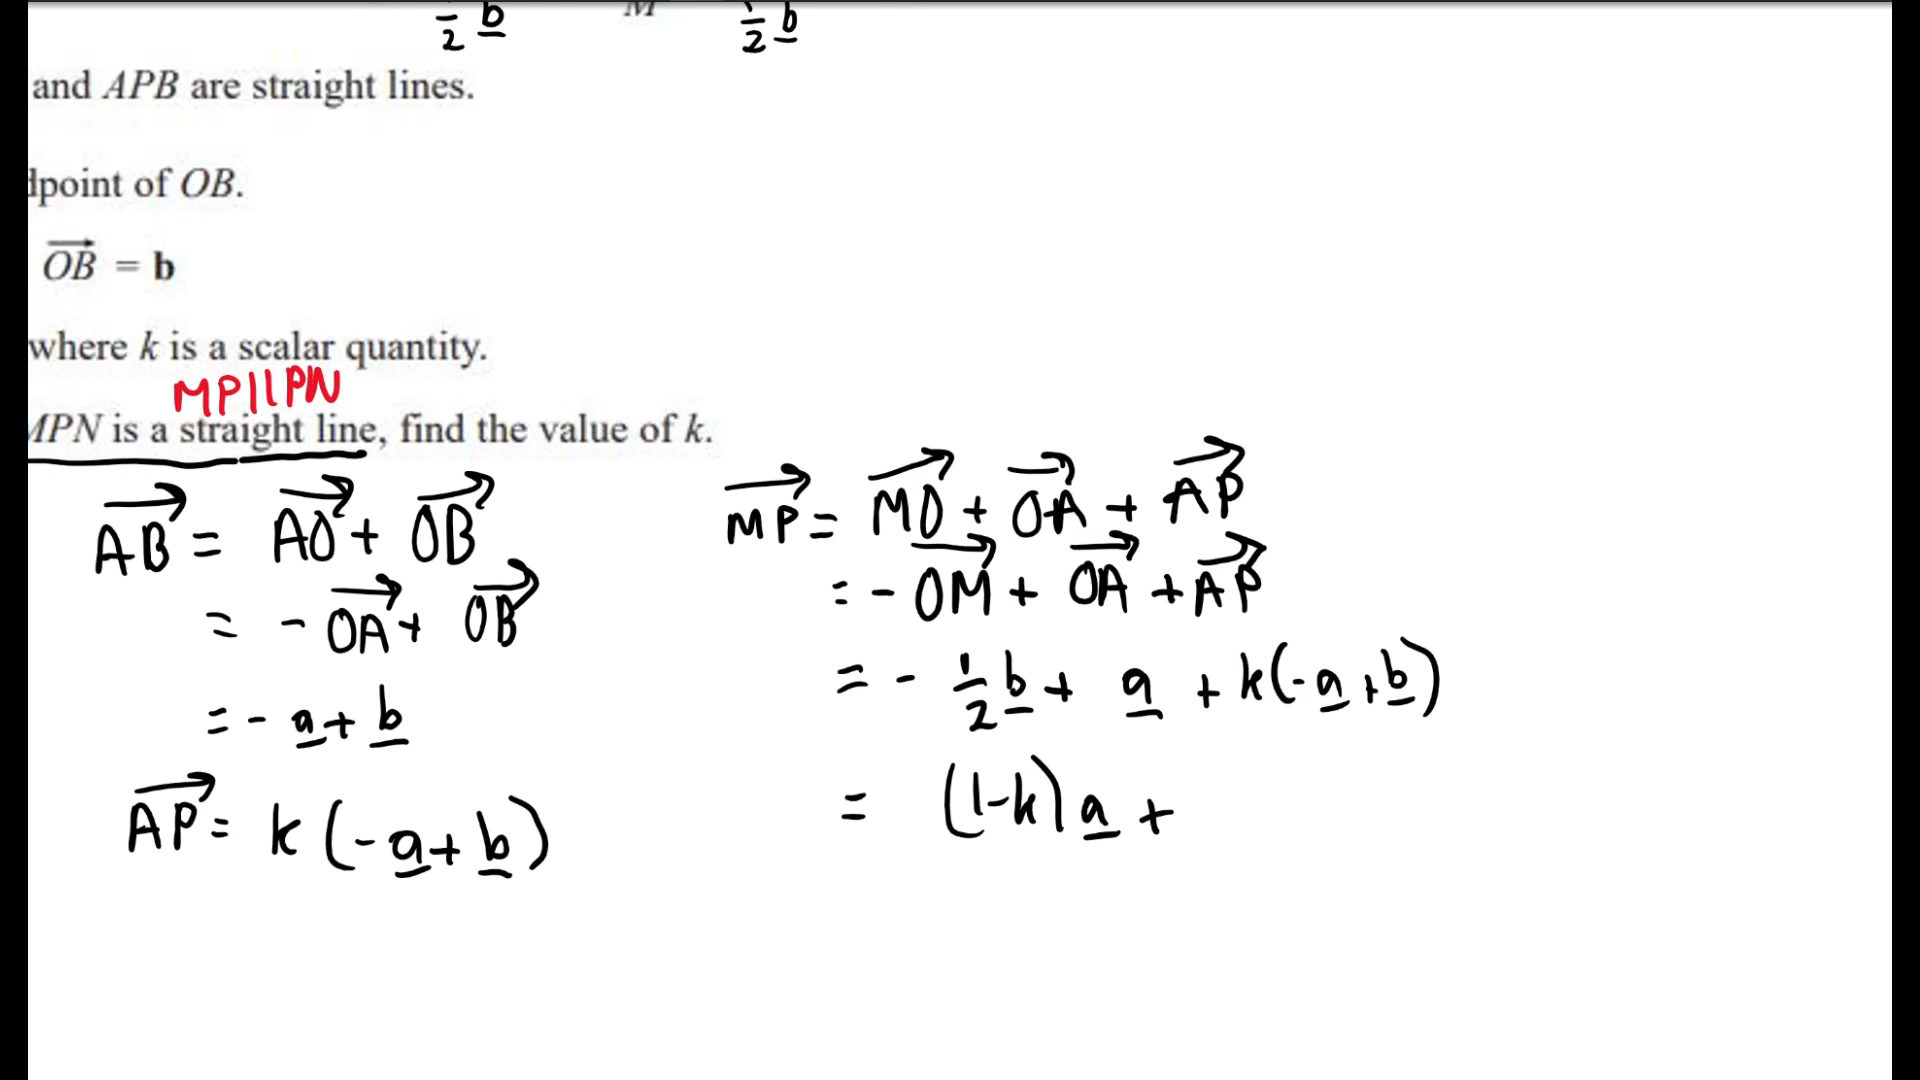 1/2 b M 1/2 b
and APB are straight lines.
dpoint of OB.
OB = b
where k is a scalar quantity.
MP||PN
MPN is a straight line, find the value of k.
AB = AO + OB
= - OA + OB
= - a + b
AP = k (- a + b)
MP = MO + OA + AP
= - OM + OA + AP
= - 1/2 b + a + k(- a + b)
= (1-k) a +